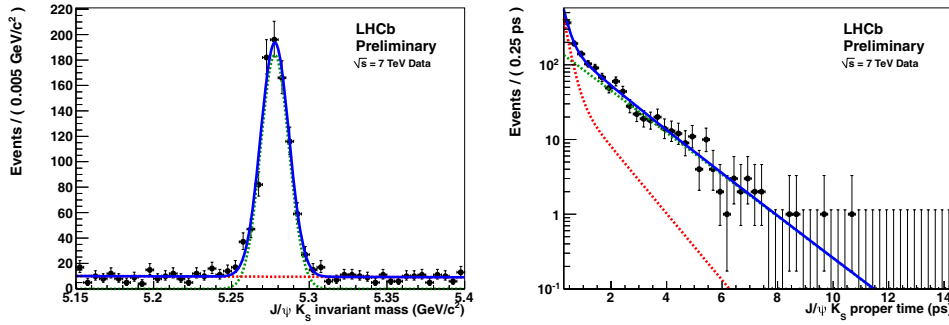 Events / ( 0.005 GeV/c² )
220
200
180
160
140
120
100
80
60
40
20
0
LHCb
Preliminary
√s = 7 TeV Data
5.15 5.2 5.25 5.3 5.35 5.4
J/ψ K_S invariant mass (GeV/c²)
Events / ( 0.25 ps )
10²
10
1
10⁻¹
LHCb
Preliminary
√s = 7 TeV Data
2 4 6 8 10 12 14
J/ψ K_S proper time (ps)